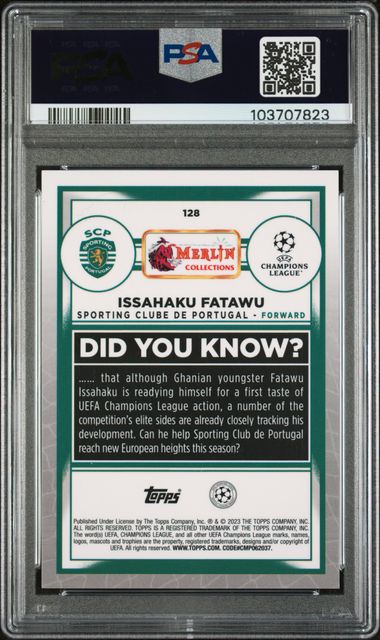 PSA
PSA
103707823
128
SCP
SPORTING
PORTUGAL
MERLIN
COLLECTIONS
UEFA
CHAMPIONS
LEAGUE
ISSAHAKU FATAWU
SPORTING CLUBE DE PORTUGAL - FORWARD
DID YOU KNOW?
...... that although Ghanian youngster Fatawu
Issahaku is readying himself for a first taste of
UEFA Champions League action, a number of the
competition's elite sides are already closely tracking his
development. Can he help Sporting Club de Portugal
reach new European heights this season?
Topps
Published Under License by The Topps Company, Inc. ® & © 2023 THE TOPPS COMPANY, INC.
ALL RIGHTS RESERVED. TOPPS IS A REGISTERED TRADEMARK OF THE TOPPS COMPANY, INC.
The word(s) UEFA, CHAMPIONS LEAGUE, and all other UEFA Champions League marks, names,
logos, mascots and trophies are the property, registered trademarks, designs and/or copyright of
UEFA. All rights reserved. WWW.TOPPS.COM. CODE#CMP062037.